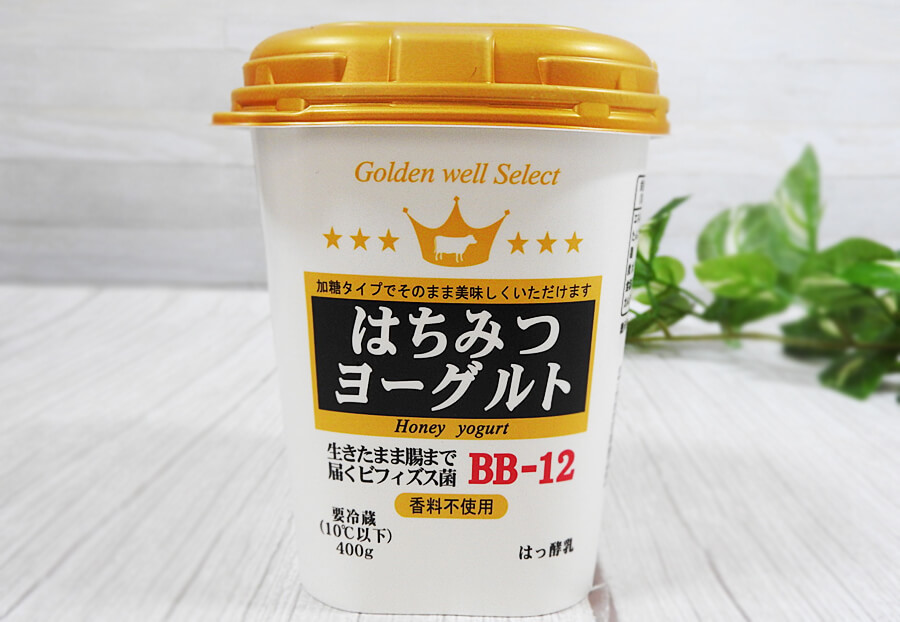 Golden well Select
加糖タイプでそのまま美味しくいただけます
はちみつ
ヨーグルト
Honey yogurt
生きたまま腸まで
届くビフィズス菌
BB-12
香料不使用
要冷蔵
(10℃以下)
400g
はっ酵乳